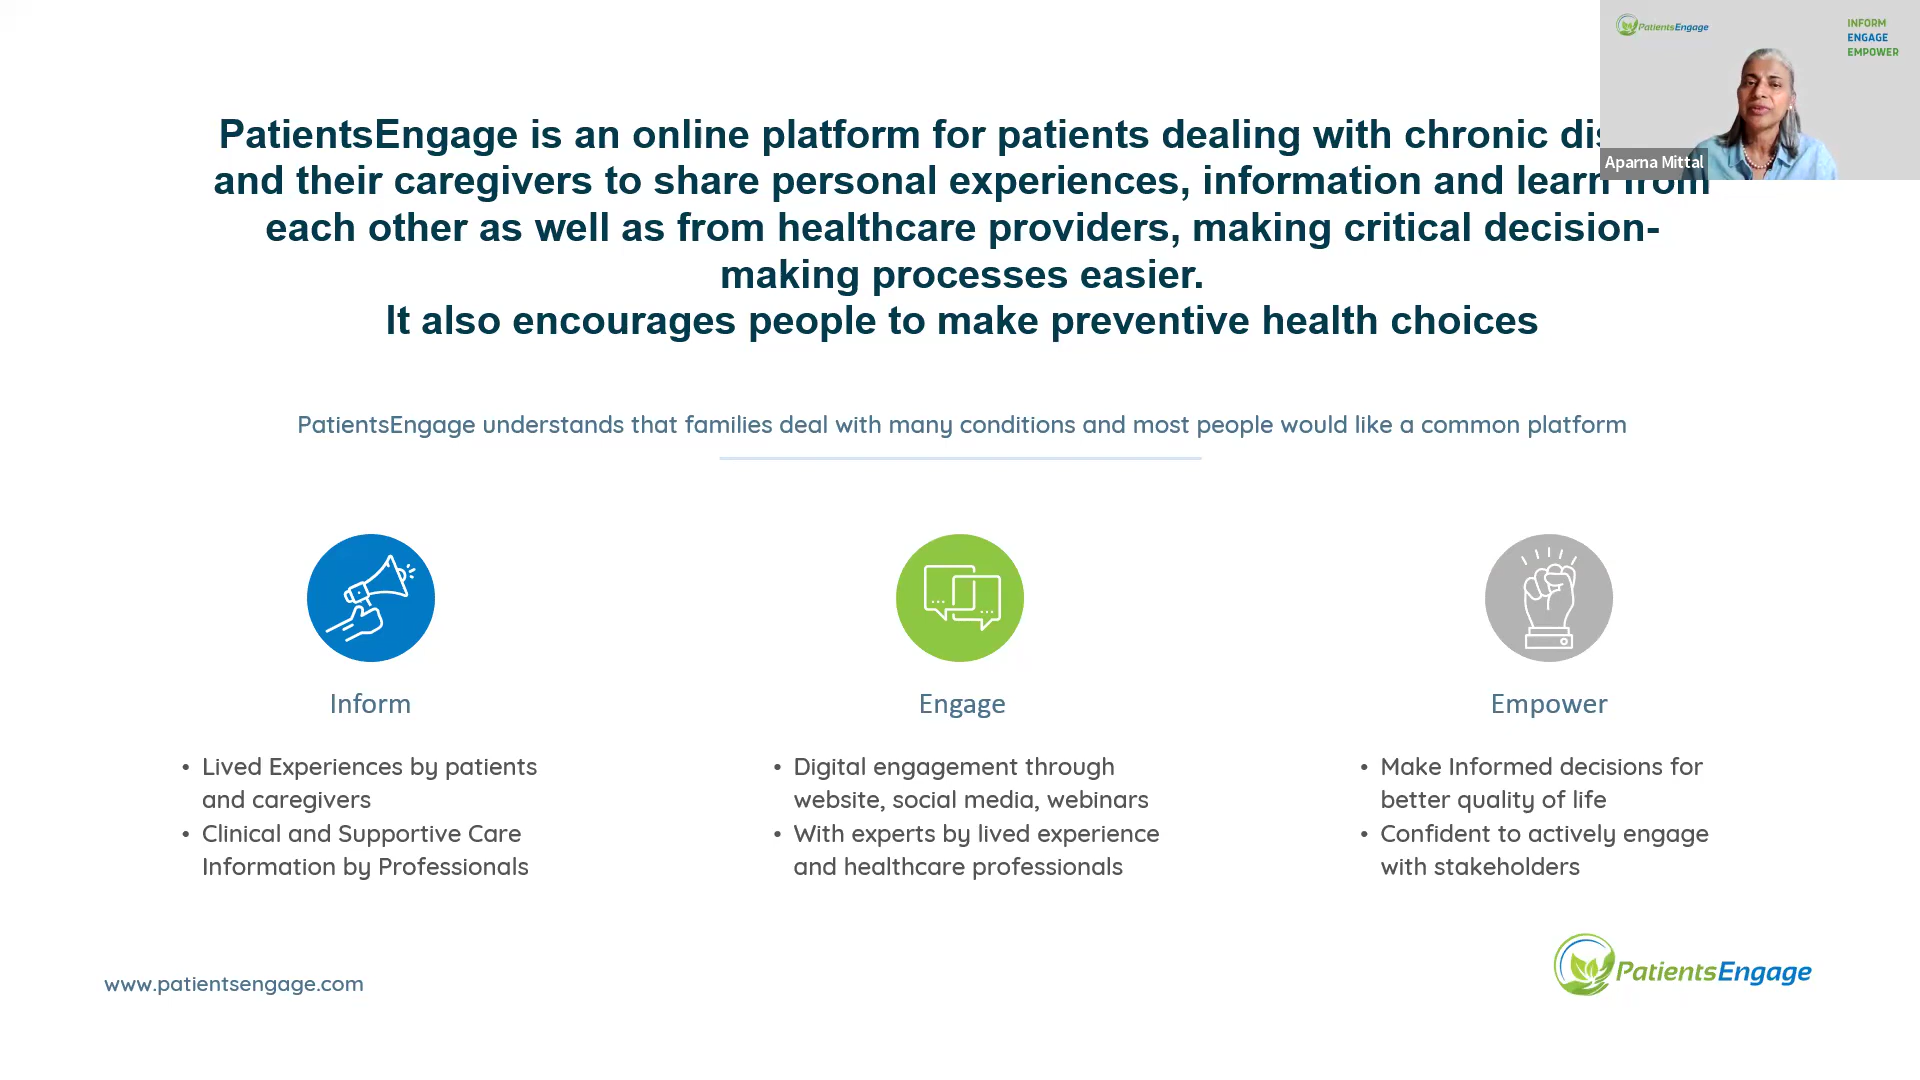 PatientsEngage
INFORM
ENGAGE
EMPOWER
Aparna Mittal
PatientsEngage is an online platform for patients dealing with chronic
and their caregivers to share personal experiences, information and learn from
each other as well as from healthcare providers, making critical decision-
making processes easier.
It also encourages people to make preventive health choices
PatientsEngage understands that families deal with many conditions and most people would like a common platform
Inform
• Lived Experiences by patients
and caregivers
• Clinical and Supportive Care
Information by Professionals
Engage
• Digital engagement through
website, social media, webinars
• With experts by lived experience
and healthcare professionals
Empower
• Make Informed decisions for
better quality of life
• Confident to actively engage
with stakeholders
www.patientsengage.com
PatientsEngage